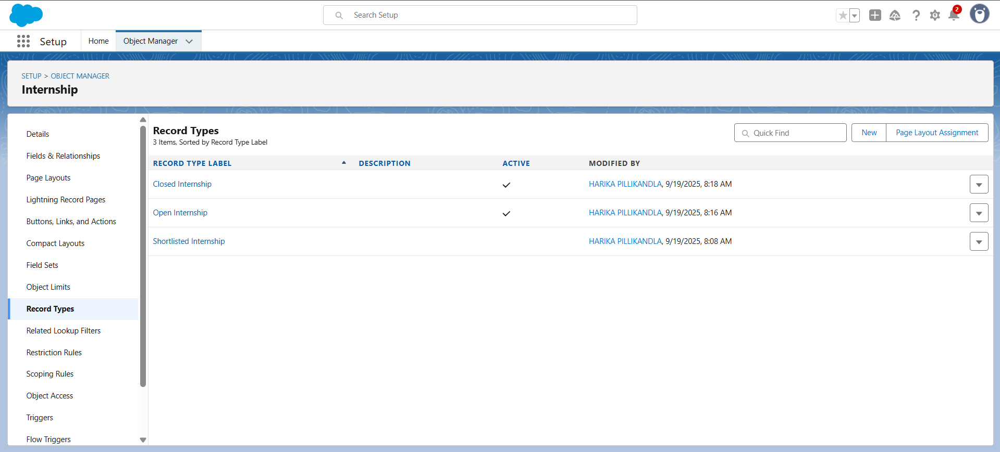 Search Setup
2
Setup
Home
Object Manager
SETUP > OBJECT MANAGER
Internship
Details
Fields & Relationships
Page Layouts
Lightning Record Pages
Buttons, Links, and Actions
Compact Layouts
Field Sets
Object Limits
Record Types
Related Lookup Filters
Restriction Rules
Scoping Rules
Object Access
Triggers
Flow Triggers
Record Types
3 Items, Sorted by Record Type Label
Quick Find
New
Page Layout Assignment
RECORD TYPE LABEL DESCRIPTION ACTIVE MODIFIED BY
Closed Internship HARIKA PILLIKANDLA, 9/19/2025, 8:18 AM
Open Internship HARIKA PILLIKANDLA, 9/19/2025, 8:16 AM
Shortlisted Internship HARIKA PILLIKANDLA, 9/19/2025, 8:08 AM